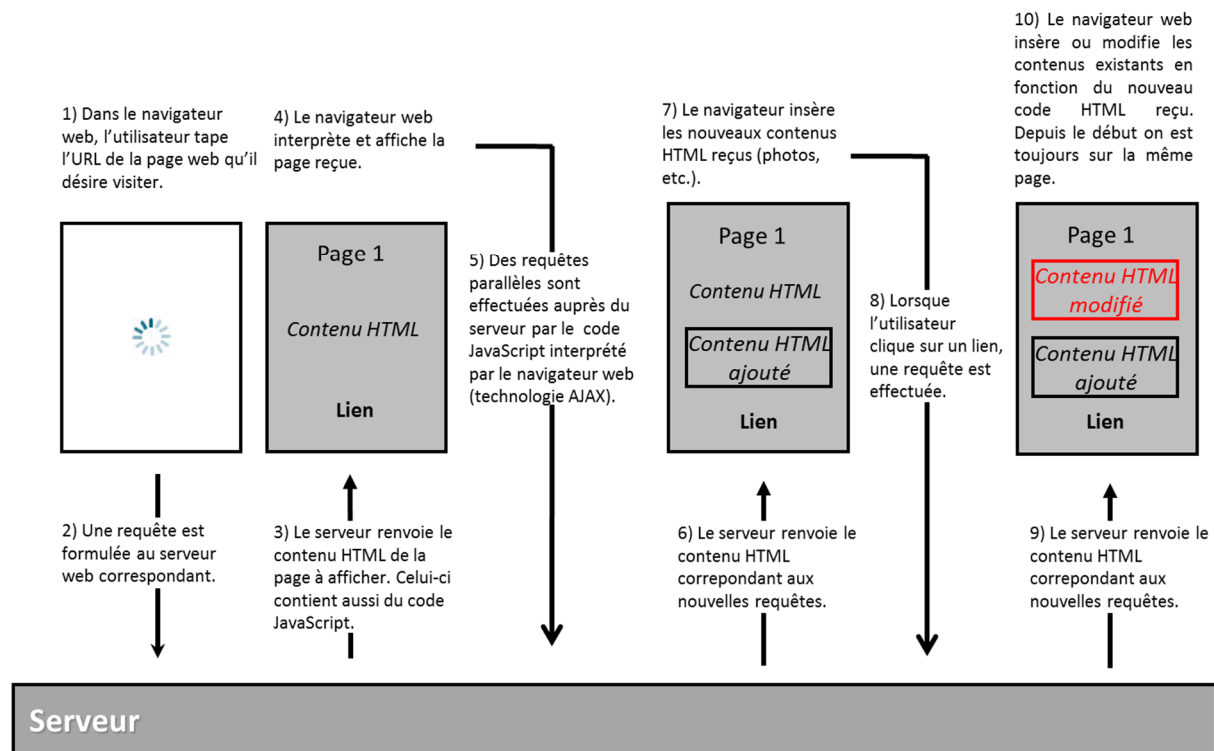 1) Dans le navigateur
web, l’utilisateur tape
l’URL de la page web qu’il
désire visiter.
2) Une requête est
formulée au serveur
web correspondant.
3) Le serveur renvoie le
contenu HTML de la
page à afficher. Celui-ci
contient aussi du code
JavaScript.
4) Le navigateur web
interprète et affiche la
page reçue.
Page 1
Contenu HTML
Lien
5) Des requêtes
parallèles sont
effectuées auprès du
serveur par le code
JavaScript interprété
par le navigateur web
(technologie AJAX).
6) Le serveur renvoie le
contenu HTML
correpondant aux
nouvelles requêtes.
7) Le navigateur insère
les nouveaux contenus
HTML reçus (photos,
etc.).
Page 1
Contenu HTML
Contenu HTML
ajouté
Lien
8) Lorsque
l’utilisateur
clique sur un lien,
une requête est
effectuée.
9) Le serveur renvoie le
contenu HTML
correpondant aux
nouvelles requêtes.
10) Le navigateur web
insère ou modifie les
contenus existants en
fonction du nouveau
code HTML reçu.
Depuis le début on est
toujours sur la même
page.
Page 1
Contenu HTML
modifié
Contenu HTML
ajouté
Lien
Serveur